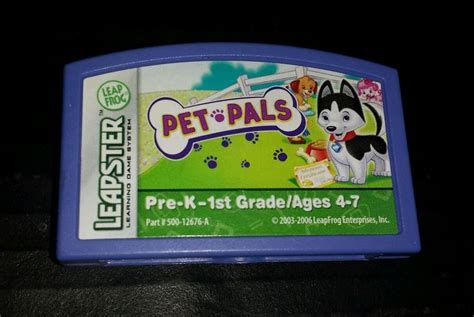 LEAP
FROG
LEAPSTER™
LEARNING GAME SYSTEM
PET PALS
Pre-K-1st Grade/Ages 4-7
Part # 500-12676-A
©2003-2006 LeapFrog Enterprises, Inc.